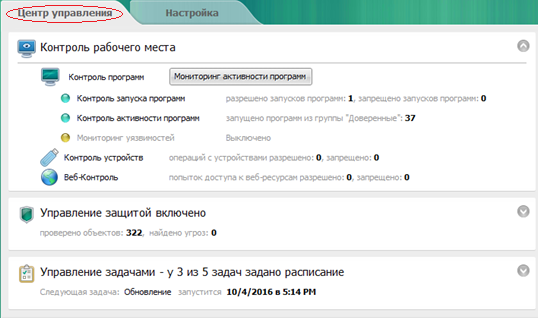 Центр управления
Настройка
Контроль рабочего места
Контроль программ
Мониторинг активности программ
Контроль запуска программ
разрешено запусков программ: 1, запрещено запусков программ: 0
Контроль активности программ
запущено программ из группы "Доверенные": 37
Мониторинг уязвимостей
Выключено
Контроль устройств
операций с устройствами разрешено: 0, запрещено: 0
Веб-Контроль
попыток доступа к веб-ресурсам разрешено: 0, запрещено: 0
Управление защитой включено
проверено объектов: 322, найдено угроз: 0
Управление задачами - у 3 из 5 задач задано расписание
Следующая задача: Обновление запустится 10/4/2016 в 5:14 PM